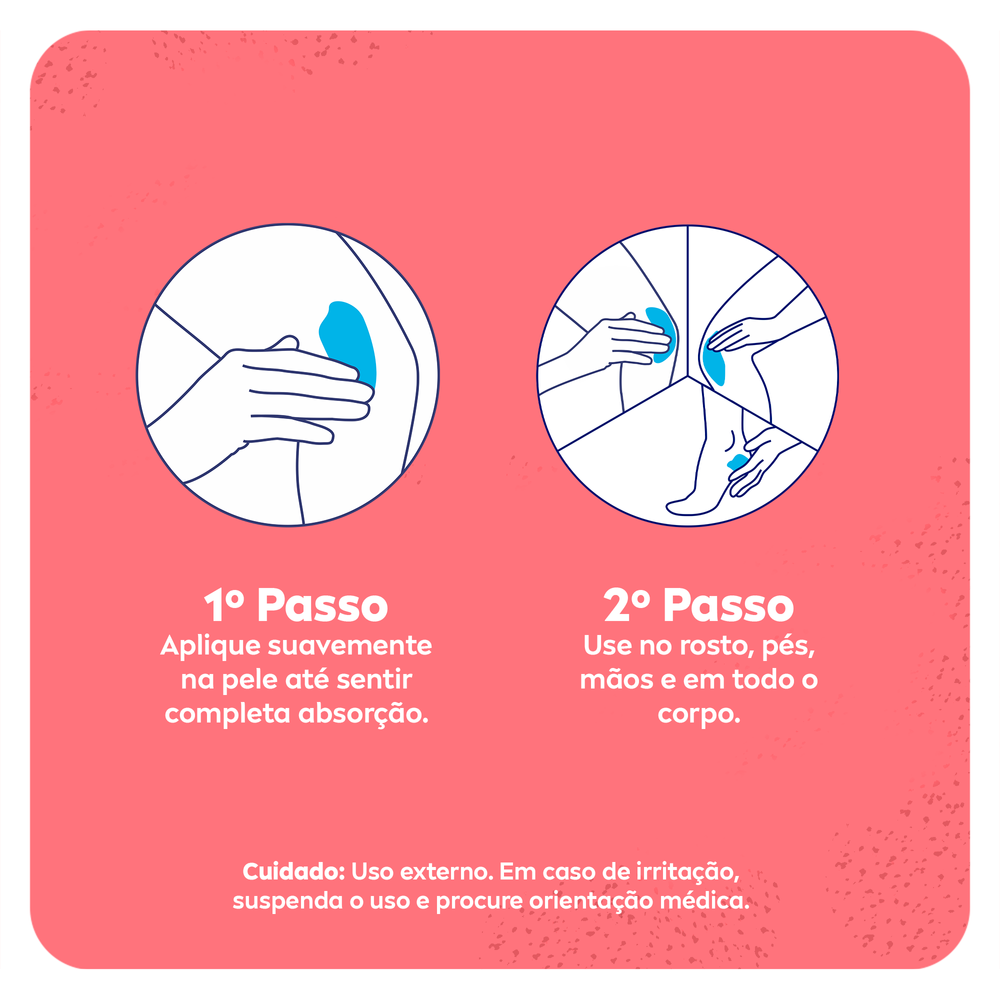 1º Passo
Aplique suavemente
na pele até sentir
completa absorção.
2º Passo
Use no rosto, pés,
mãos e em todo o
corpo.
Cuidado: Uso externo. Em caso de irritação,
suspenda o uso e procure orientação médica.